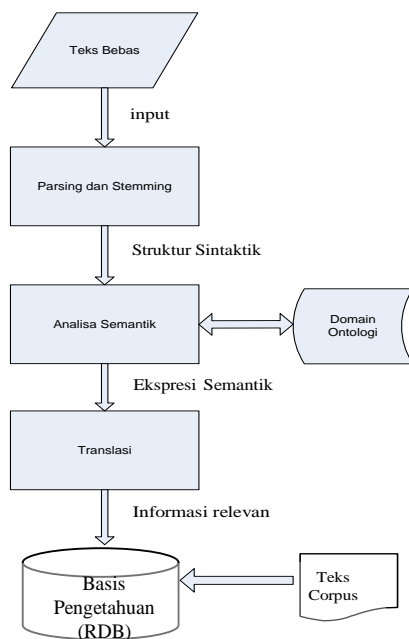 Teks Bebas
input
Parsing dan Stemming
Struktur Sintaktik
Analisa Semantik
Domain
Ontologi
Ekspresi Semantik
Translasi
Informasi relevan
Basis
Pengetahuan
(RDB)
Teks
Corpus